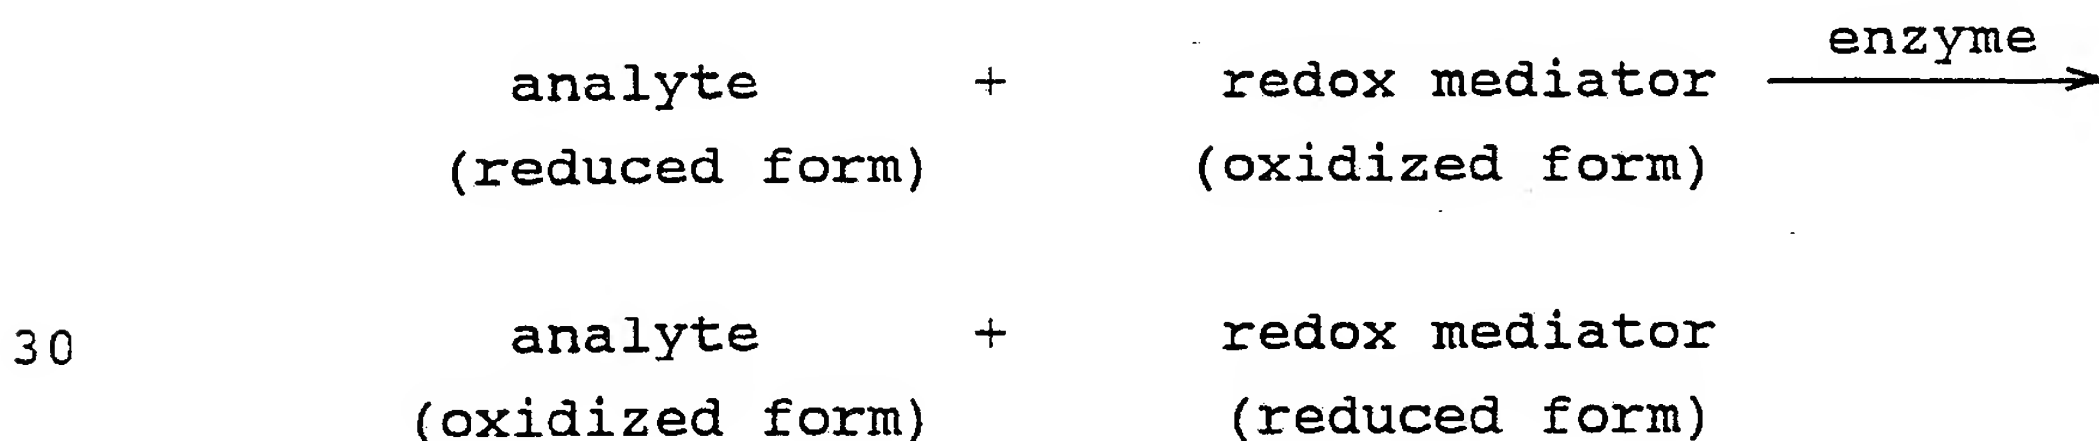 enzyme
analyte + redox mediator ⟶
(reduced form) (oxidized form)
30 analyte + redox mediator
(oxidized form) (reduced form)